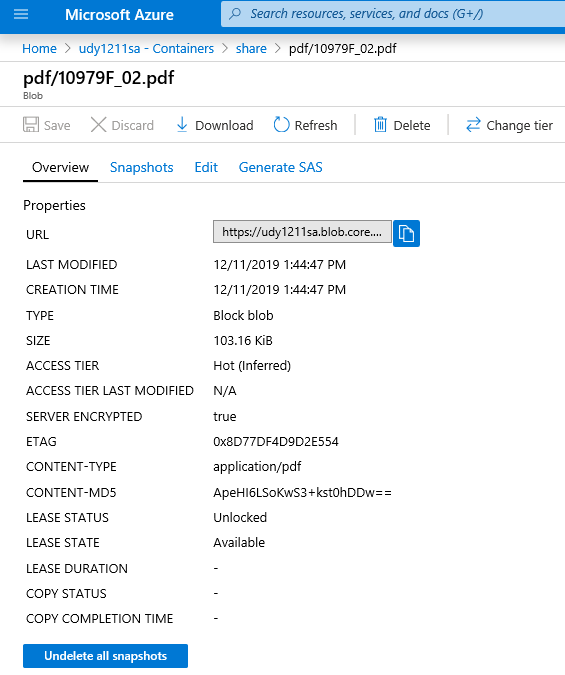 Microsoft Azure
Search resources, services, and docs (G+/)
Home > udy1211sa - Containers > share > pdf/10979F_02.pdf
pdf/10979F_02.pdf
Blob
Save Discard Download Refresh Delete Change tier
Overview Snapshots Edit Generate SAS
Properties
URL https://udy1211sa.blob.core....
LAST MODIFIED 12/11/2019 1:44:47 PM
CREATION TIME 12/11/2019 1:44:47 PM
TYPE Block blob
SIZE 103.16 KiB
ACCESS TIER Hot (Inferred)
ACCESS TIER LAST MODIFIED N/A
SERVER ENCRYPTED true
ETAG 0x8D77DF4D9D2E554
CONTENT-TYPE application/pdf
CONTENT-MD5 ApeHI6LSoKwS3+kst0hDDw==
LEASE STATUS Unlocked
LEASE STATE Available
LEASE DURATION -
COPY STATUS -
COPY COMPLETION TIME -
Undelete all snapshots